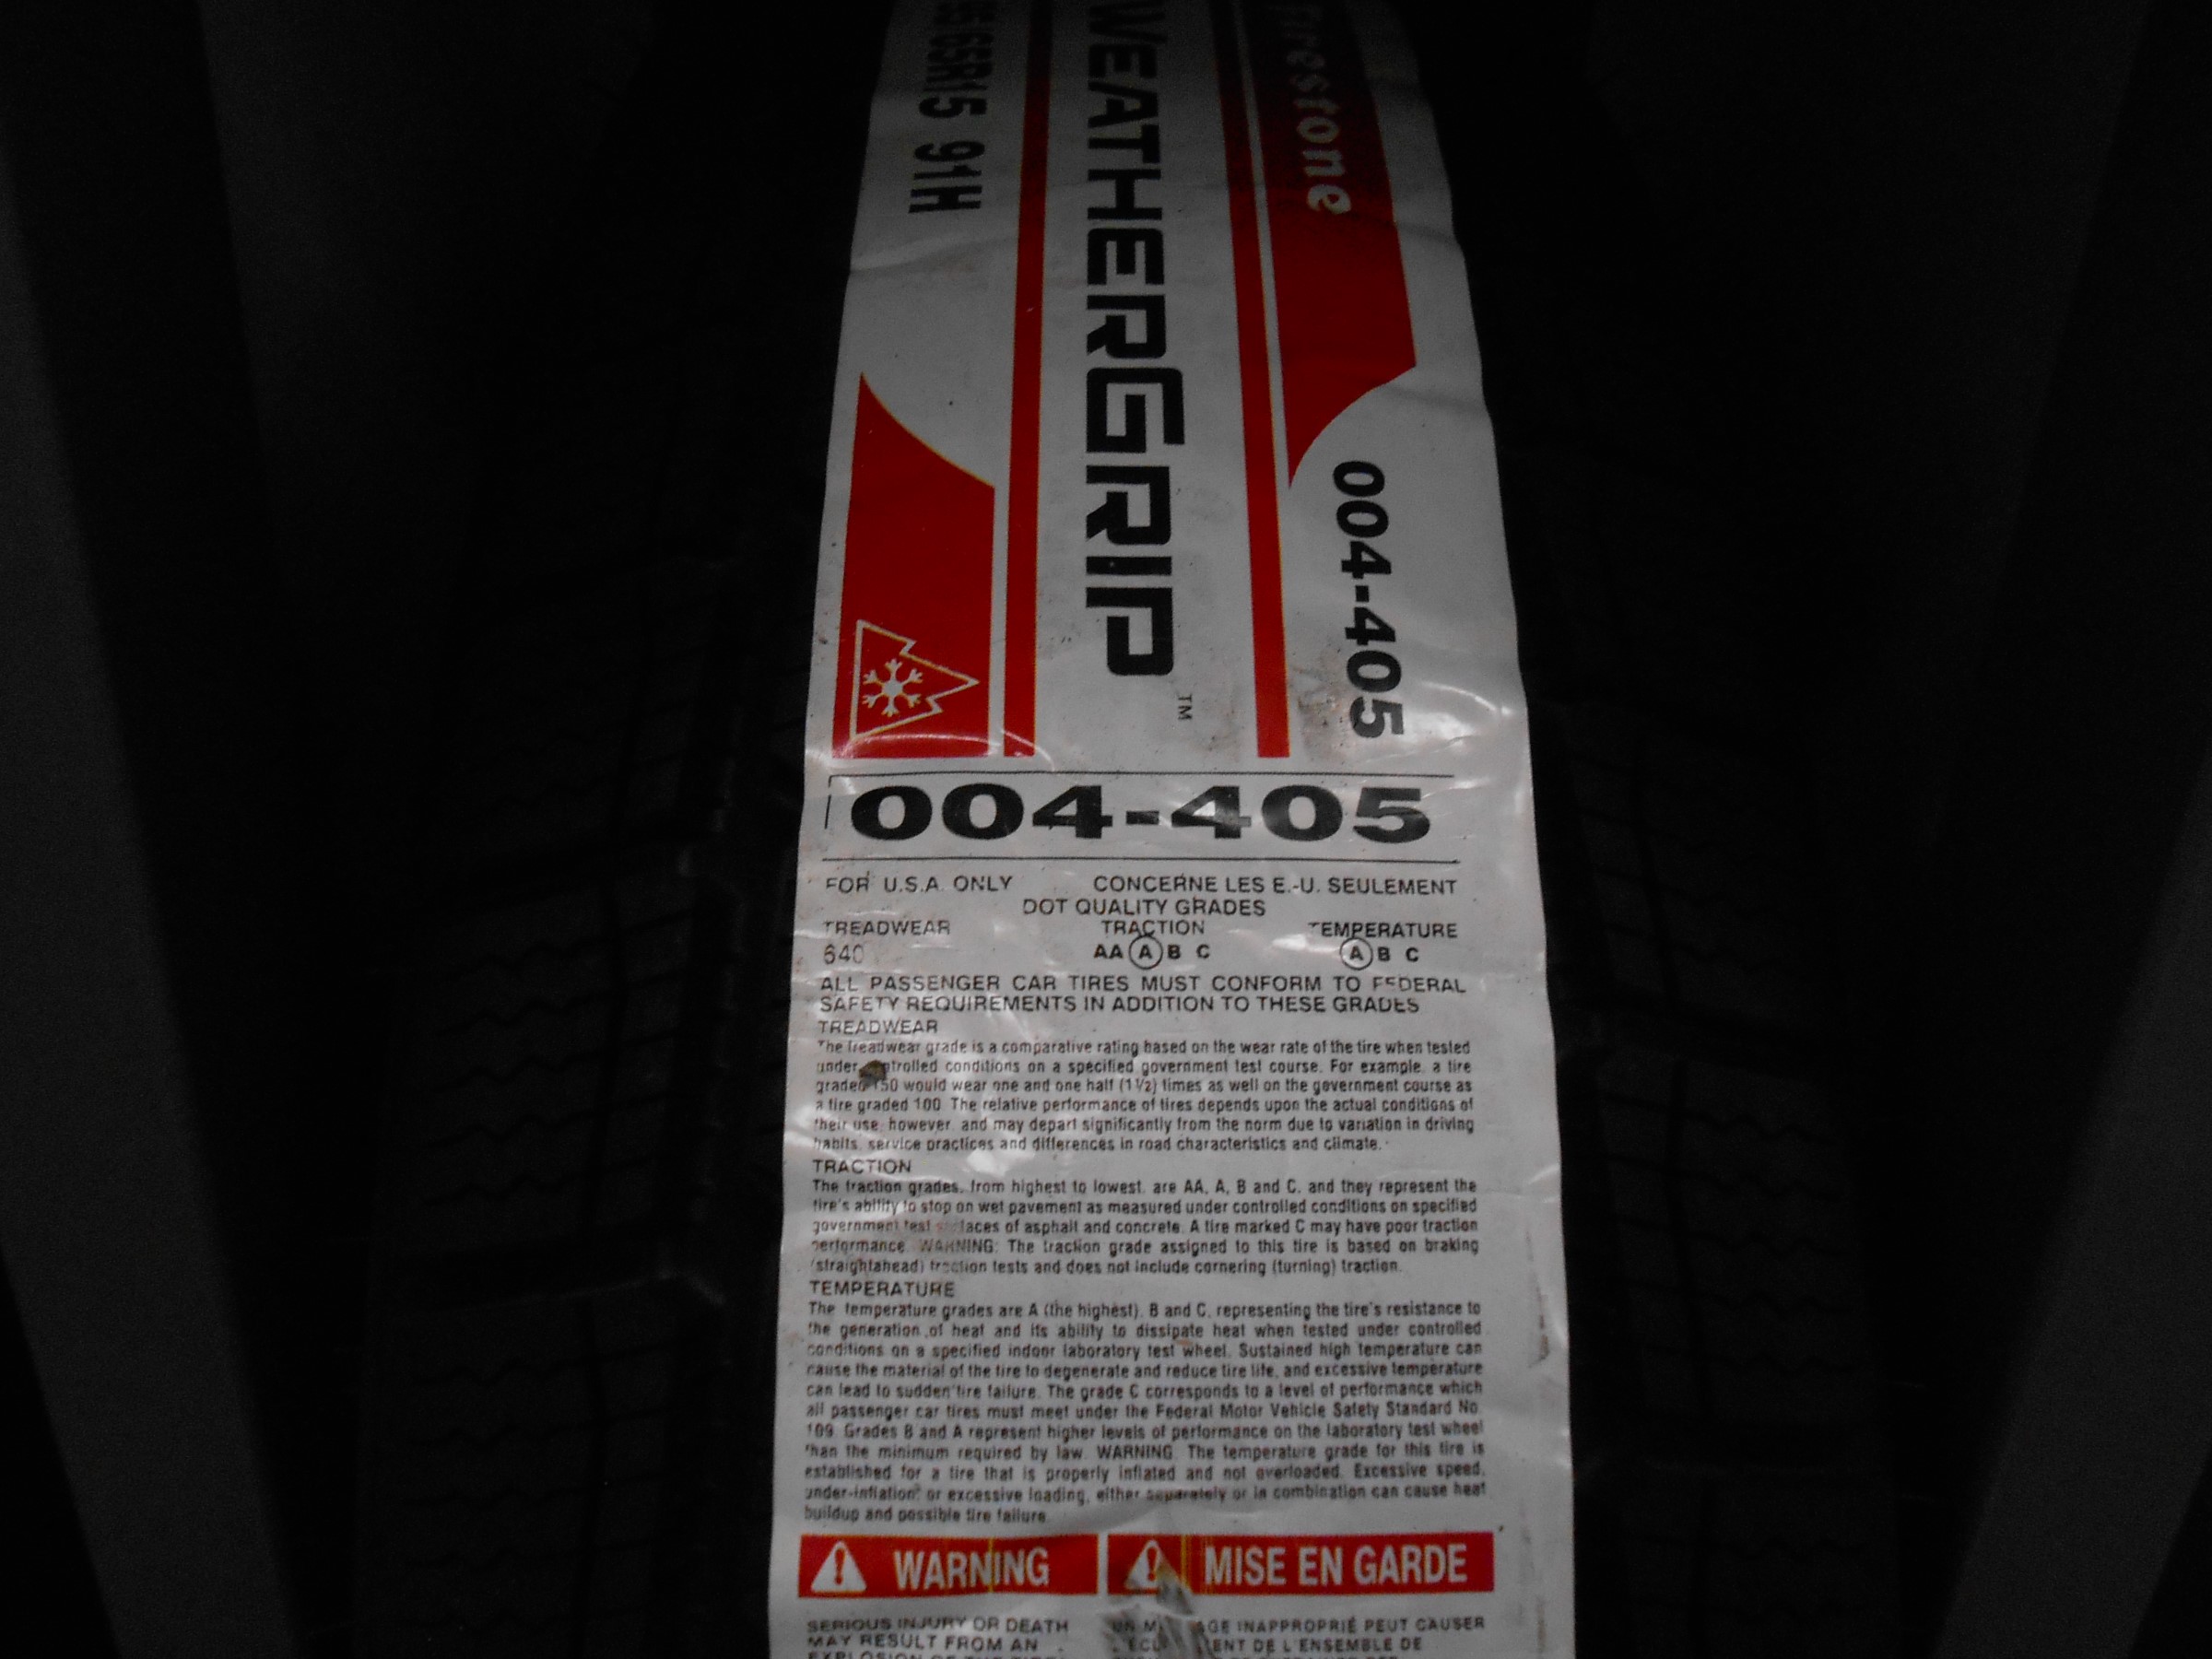 65R15 91H
WEATHERGRIP™
Firestone
004-405
004-405
FOR U.S.A. ONLY CONCERNE LES E.-U. SEULEMENT
DOT QUALITY GRADES
TREADWEAR TRACTION TEMPERATURE
640 AA A B C A B C
ALL PASSENGER CAR TIRES MUST CONFORM TO FEDERAL
SAFETY REQUIREMENTS IN ADDITION TO THESE GRADES
TREADWEAR
The treadwear grade is a comparative rating based on the wear rate of the tire when tested
under controlled conditions on a specified government test course. For example, a tire
graded 150 would wear one and one half (1½) times as well on the government course as
a tire graded 100. The relative performance of tires depends upon the actual conditions of
their use, however, and may depart significantly from the norm due to variation in driving
habits, service practices and differences in road characteristics and climate.
TRACTION
The traction grades, from highest to lowest, are AA, A, B and C, and they represent the
tire's ability to stop on wet pavement as measured under controlled conditions on specified
government test surfaces of asphalt and concrete. A tire marked C may have poor traction
performance. WARNING: The traction grade assigned to this tire is based on braking
(straightahead) traction tests and does not include cornering (turning) traction.
TEMPERATURE
The temperature grades are A (the highest), B and C, representing the tire's resistance to
the generation of heat and its ability to dissipate heat when tested under controlled
conditions on a specified indoor laboratory test wheel. Sustained high temperature can
cause the material of the tire to degenerate and reduce tire life, and excessive temperature
can lead to sudden tire failure. The grade C corresponds to a level of performance which
all passenger car tires must meet under the Federal Motor Vehicle Safety Standard No.
109. Grades B and A represent higher levels of performance on the laboratory test wheel
than the minimum required by law. WARNING: The temperature grade for this tire is
established for a tire that is properly inflated and not overloaded. Excessive speed,
under-inflation, or excessive loading, either separately or in combination can cause heat
buildup and possible tire failure.
WARNING MISE EN GARDE
SERIOUS INJURY OR DEATH INAPPROPRIÉ PEUT CAUSER
MAY RESULT FROM AN DE L'ENSEMBLE DE